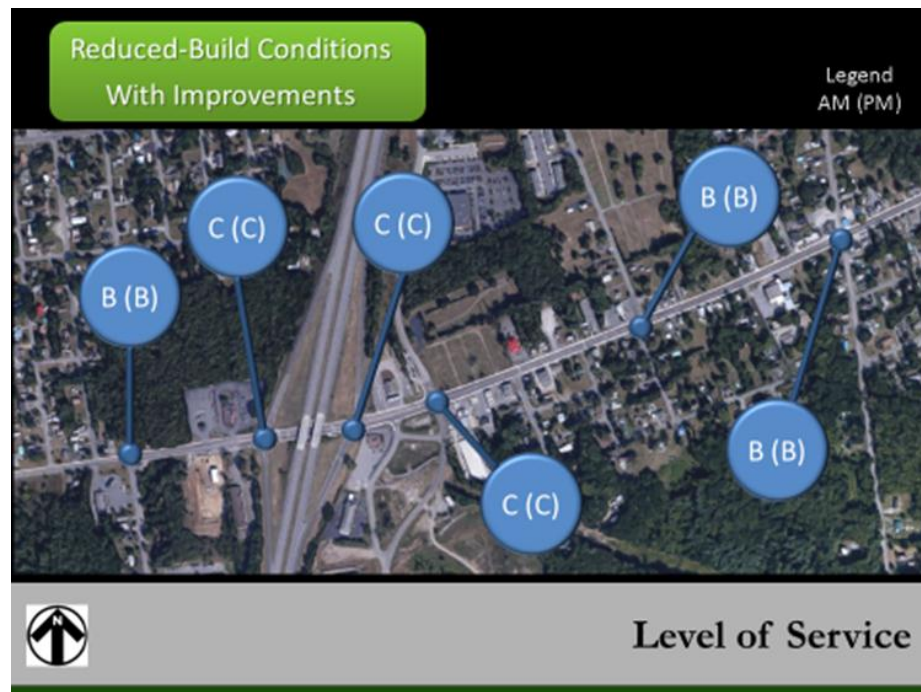 Reduced-Build Conditions
With Improvements
Legend
AM (PM)
B (B)
C (C)
C (C)
B (B)
B (B)
C (C)
N
Level of Service